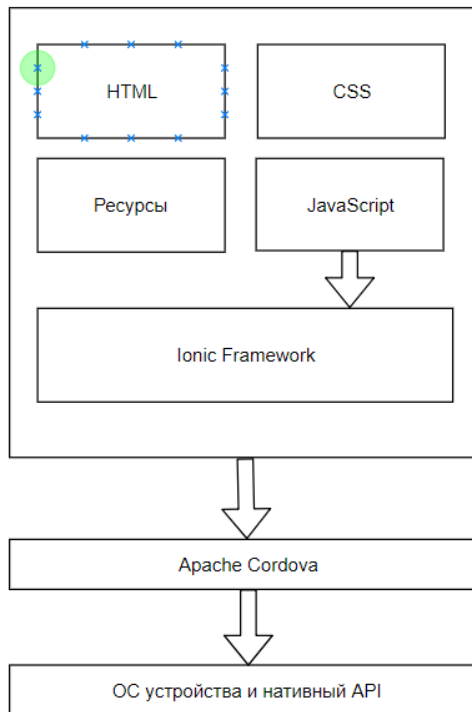 HTML
CSS
Ресурсы
JavaScript
Ionic Framework
Apache Cordova
ОС устройства и нативный API